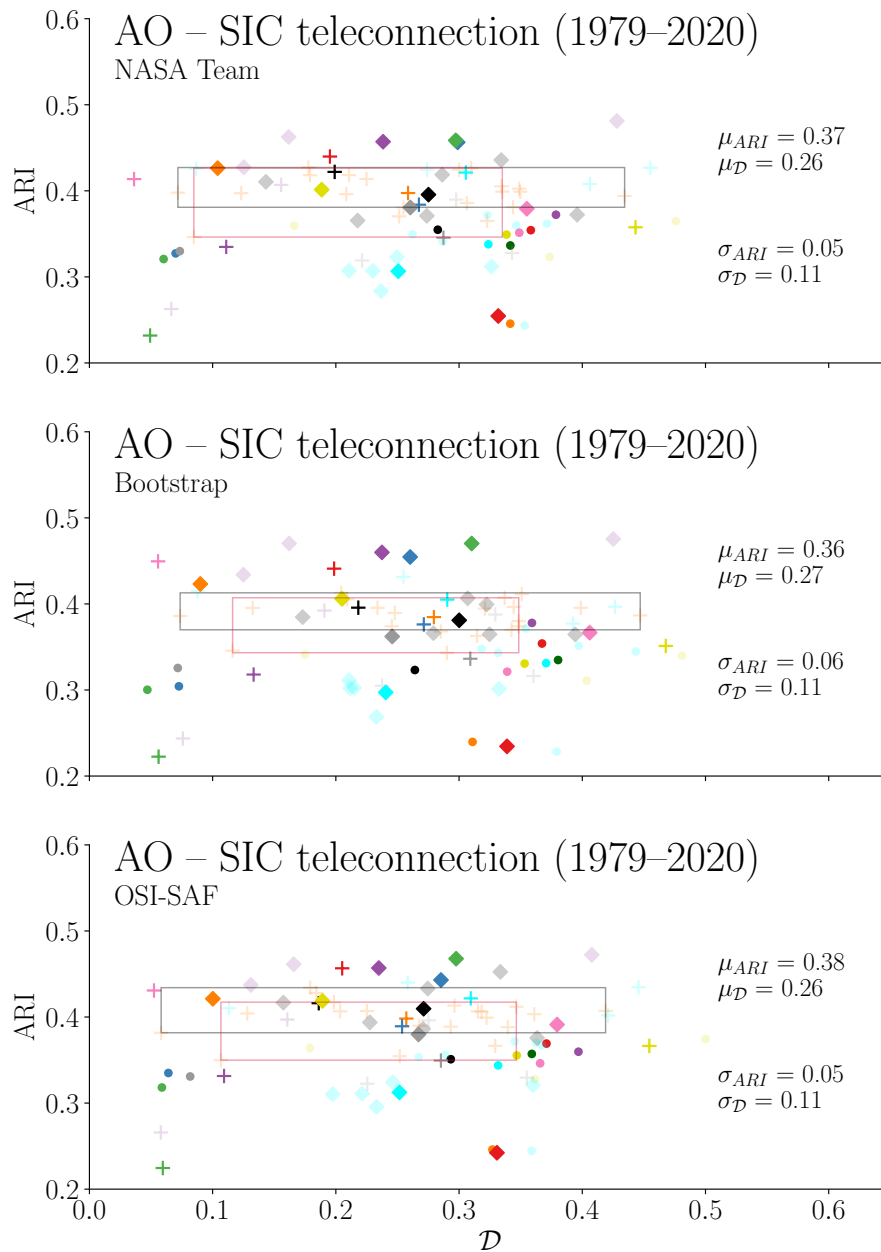 0.6
AO – SIC teleconnection (1979–2020)
NASA Team
0.5
μ_ARI = 0.37
μ_𝒟 = 0.26
ARI
0.4
0.3
σ_ARI = 0.05
σ_𝒟 = 0.11
0.2
0.6
AO – SIC teleconnection (1979–2020)
Bootstrap
0.5
μ_ARI = 0.36
μ_𝒟 = 0.27
ARI
0.4
0.3
σ_ARI = 0.06
σ_𝒟 = 0.11
0.2
0.6
AO – SIC teleconnection (1979–2020)
OSI-SAF
0.5
μ_ARI = 0.38
μ_𝒟 = 0.26
ARI
0.4
0.3
σ_ARI = 0.05
σ_𝒟 = 0.11
0.2
0.0 0.1 0.2 0.3 0.4 0.5 0.6
𝒟